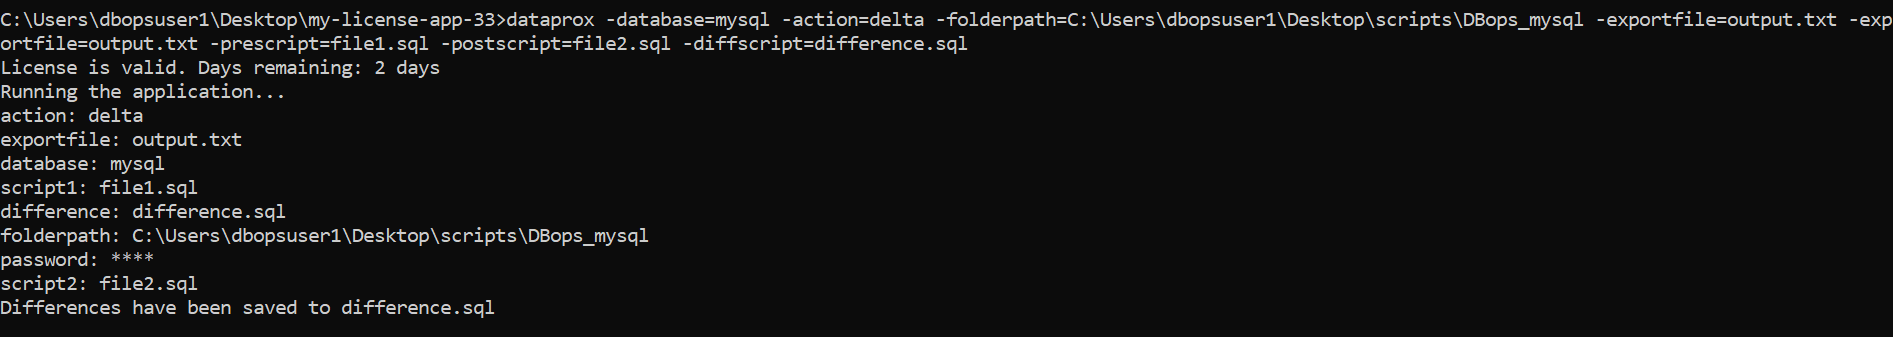 C:\Users\dbopsuser1\Desktop\my-license-app-33>dataprox -database=mysql -action=delta -folderpath=C:\Users\dbopsuser1\Desktop\scripts\DBops_mysql -exportfile=output.txt -exp
ortfile=output.txt -prescript=file1.sql -postscript=file2.sql -diffscript=difference.sql
License is valid. Days remaining: 2 days
Running the application...
action: delta
exportfile: output.txt
database: mysql
script1: file1.sql
difference: difference.sql
folderpath: C:\Users\dbopsuser1\Desktop\scripts\DBops_mysql
password: ****
script2: file2.sql
Differences have been saved to difference.sql